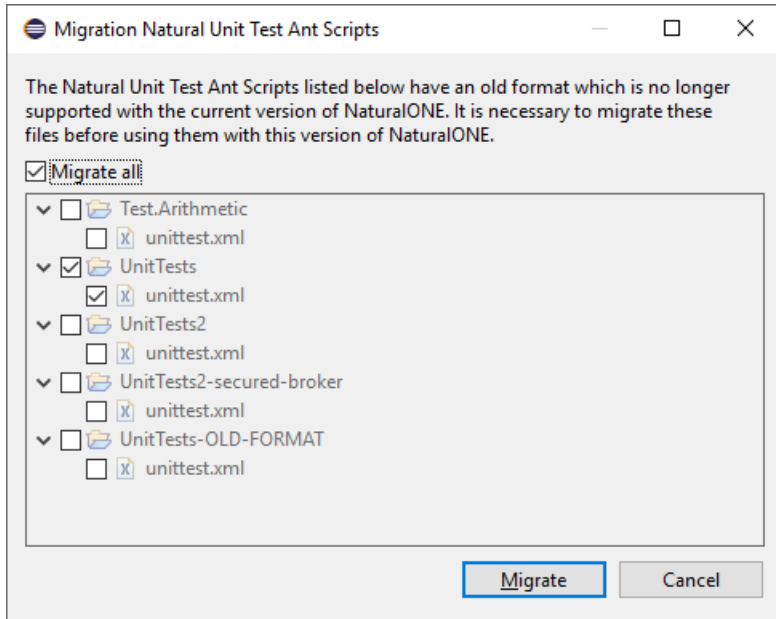 Migration Natural Unit Test Ant Scripts
The Natural Unit Test Ant Scripts listed below have an old format which is no longer
supported with the current version of NaturalONE. It is necessary to migrate these
files before using them with this version of NaturalONE.
Migrate all
Test.Arithmetic
unittest.xml
UnitTests
unittest.xml
UnitTests2
unittest.xml
UnitTests2-secured-broker
unittest.xml
UnitTests-OLD-FORMAT
unittest.xml
Migrate Cancel